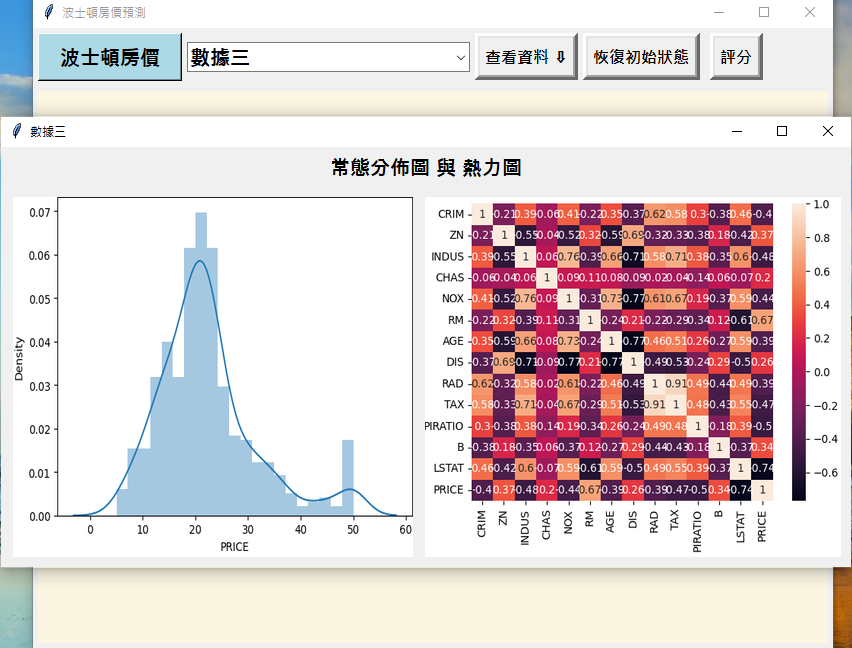 波士頓房價預測
波士頓房價
數據三
查看資料 ⇩
恢復初始狀態
評分
數據三
常態分佈圖 與 熱力圖
0.07
0.06
0.05
0.04
0.03
0.02
0.01
0.00
Density
0 10 20 30 40 50 60
PRICE
CRIM 1 -0.21 0.39 -0.06 0.41 -0.22 0.35 -0.37 0.62 0.58 0.3 -0.38 0.46 -0.4
ZN -0.21 1 -0.55 -0.04 -0.52 0.32 -0.59 0.69 -0.32 -0.33 -0.38 0.18 -0.42 0.37
INDUS 0.39 -0.55 1 0.06 0.76 -0.39 0.66 -0.71 0.58 0.71 0.38 -0.35 0.6 -0.48
CHAS -0.06 -0.04 0.06 1 0.09 0.11 0.08 -0.09 -0.02 -0.04 -0.14 0.06 -0.07 0.2
NOX 0.41 -0.52 0.76 0.09 1 -0.31 0.73 -0.77 0.61 0.67 0.19 -0.37 0.59 -0.44
RM -0.22 0.32 -0.39 0.11 -0.31 1 -0.24 0.21 -0.22 -0.29 -0.34 0.12 -0.61 0.67
AGE 0.35 -0.59 0.66 0.08 0.73 -0.24 1 -0.77 0.46 0.51 0.26 -0.27 0.59 -0.39
DIS -0.37 0.69 -0.71 -0.09 -0.77 0.21 -0.77 1 -0.49 -0.53 -0.24 0.29 -0.5 0.26
RAD 0.62 -0.32 0.58 -0.02 0.61 -0.22 0.46 -0.49 1 0.91 0.49 -0.44 0.49 -0.39
TAX 0.58 -0.33 0.71 -0.04 0.67 -0.29 0.51 -0.53 0.91 1 0.48 -0.43 0.55 -0.47
PIRATIO 0.3 -0.38 0.38 -0.14 0.19 -0.34 0.26 -0.24 0.49 0.48 1 -0.18 0.39 -0.5
B -0.38 0.18 -0.35 0.06 -0.37 0.12 -0.27 0.29 -0.44 -0.43 -0.18 1 -0.37 0.34
LSTAT 0.46 -0.42 0.6 -0.07 0.59 -0.61 0.59 -0.5 0.49 0.55 0.39 -0.37 1 -0.74
PRICE -0.4 0.37 -0.48 0.2 -0.44 0.67 -0.39 0.26 -0.39 -0.47 -0.5 0.34 -0.74 1
CRIM ZN INDUS CHAS NOX RM AGE DIS RAD TAX PIRATIO B LSTAT PRICE
1.0
0.8
0.6
0.4
0.2
0.0
−0.2
−0.4
−0.6